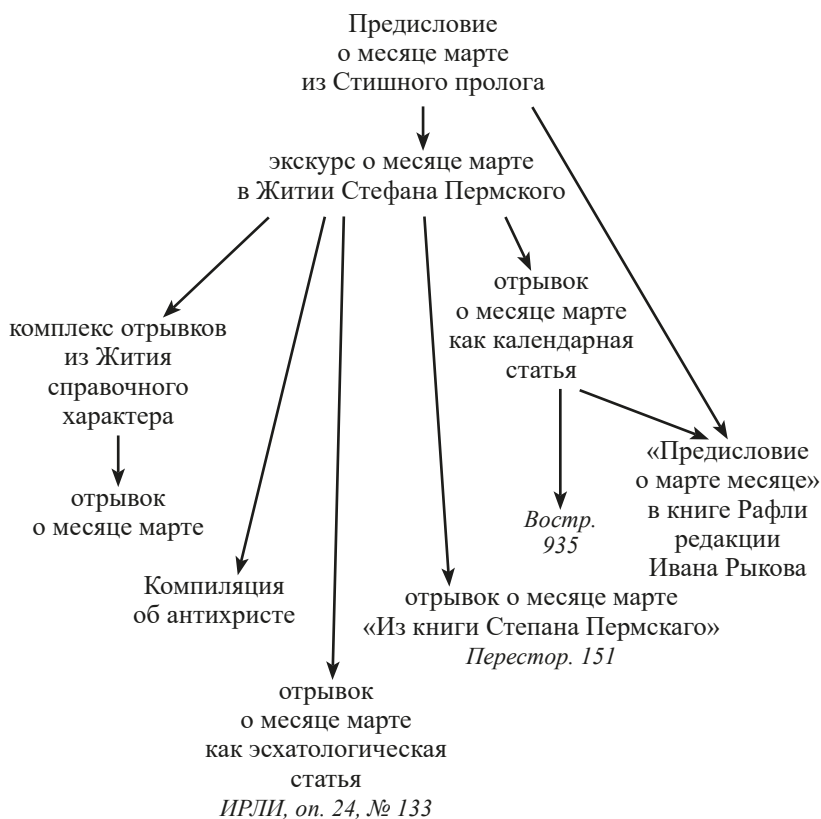 Предисловие
о месяце марте
из Стишного пролога
экскурс о месяце марте
в Житии Стефана Пермского
комплекс отрывков
из Жития
справочного
характера
отрывок
о месяце марте
Компиляция
об антихристе
отрывок
о месяце марте
как эсхатологическая
статья
ИРЛИ, оп. 24, № 133
отрывок о месяце марте
«Из книги Степана Пермскаго»
Перестор. 151
отрывок
о месяце марте
как календарная
статья
Востр.
935
«Предисловие
о марте месяце»
в книге Рафли
редакции
Ивана Рыкова